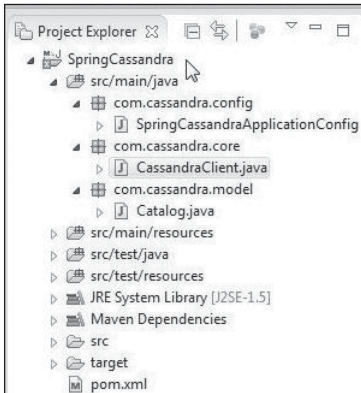 Project Explorer
SpringCassandra
src/main/java
com.cassandra.config
SpringCassandraApplicationConfig
com.cassandra.core
CassandraClient.java
com.cassandra.model
Catalog.java
src/main/resources
src/test/java
src/test/resources
JRE System Library [J2SE-1.5]
Maven Dependencies
src
target
pom.xml